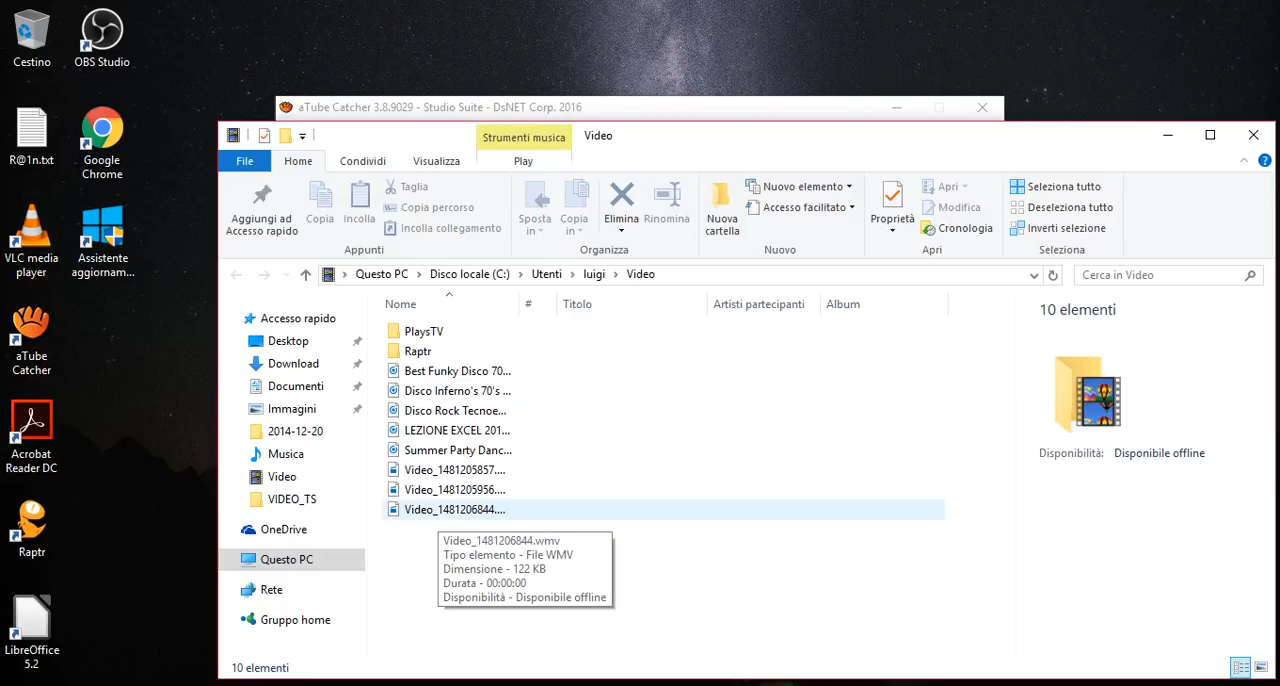 Cestino
OBS Studio
R@1n.txt
Google
Chrome
VLC media
player
Assistente
aggiornam...
aTube
Catcher
Acrobat
Reader DC
Raptr
LibreOffice
5.2
aTube Catcher 3.8.9029 - Studio Suite - DsNET Corp. 2016
Strumenti musica
Video
File
Home
Condividi
Visualizza
Play
Aggiungi ad
Accesso rapido
Copia
Incolla
Taglia
Copia percorso
Incolla collegamento
Appunti
Sposta
in
Copia
in
Elimina
Rinomina
Organizza
Nuova
cartella
Nuovo elemento
Accesso facilitato
Nuovo
Proprietà
Apri
Modifica
Cronologia
Apri
Seleziona tutto
Deseleziona tutto
Inverti selezione
Seleziona
Questo PC > Disco locale (C:) > Utenti > luigi > Video
Cerca in Video
Accesso rapido
Desktop
Download
Documenti
Immagini
2014-12-20
Musica
Video
VIDEO_TS
OneDrive
Questo PC
Rete
Gruppo home
Nome # Titolo Artisti partecipanti Album
PlaysTV
Raptr
Best Funky Disco 70...
Disco Inferno's 70's ...
Disco Rock Tecnoe...
LEZIONE EXCEL 201...
Summer Party Danc...
Video_1481205857....
Video_1481205956....
Video_1481206844....
Video_1481206844.wmv
Tipo elemento - File WMV
Dimensione - 122 KB
Durata - 00:00:00
Disponibilità - Disponibile offline
10 elementi
Disponibilità: Disponibile offline
10 elementi